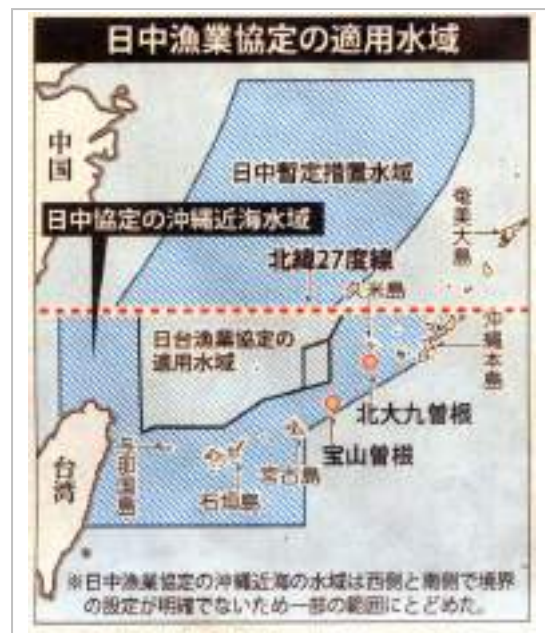 日中漁業協定の適用水域
中国
日中暫定措置水域
奄美大島
日中協定の沖縄近海水域
北緯27度線
久米島
日台漁業協定の
適用水域
沖縄本島
北大九曽根
宝山曽根
宮古島
石垣島
与那国島
台湾
※日中漁業協定の沖縄近海の水域は西側と南側で境界
の設定が明確でないため一部の範囲にとどめた。